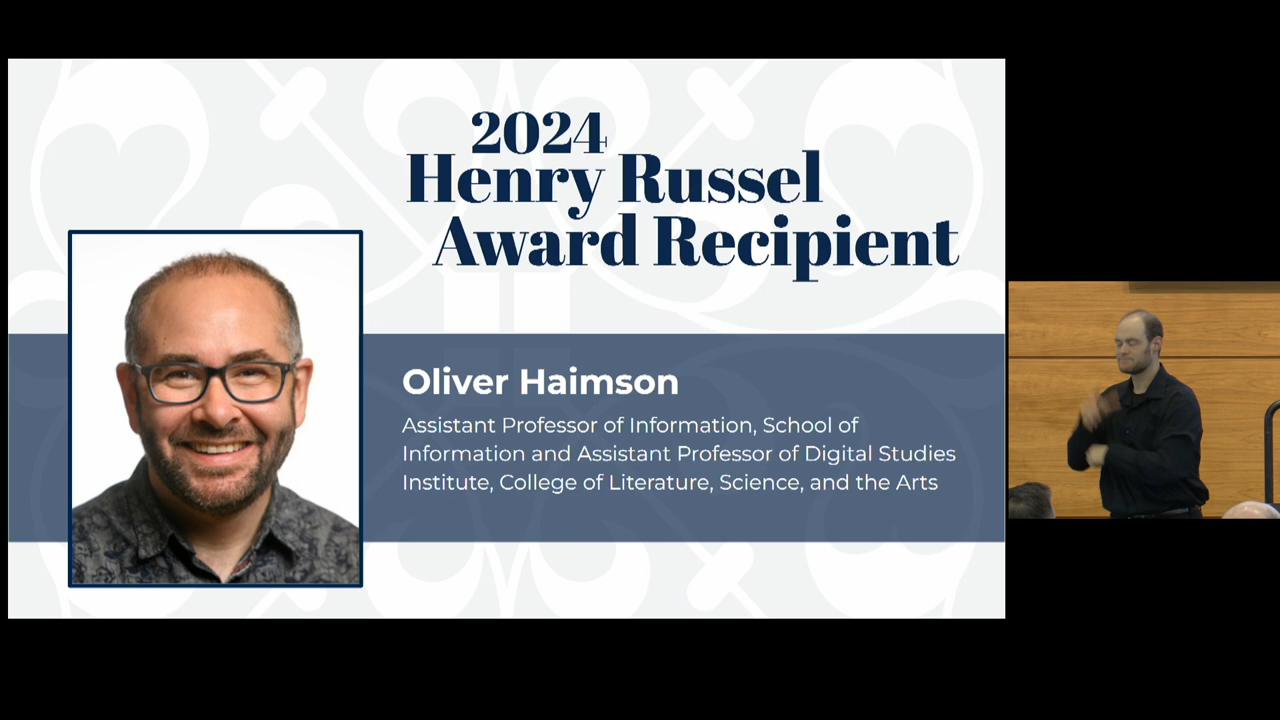 2024
Henry Russel
Award Recipient
Oliver Haimson
Assistant Professor of Information, School of
Information and Assistant Professor of Digital Studies
Institute, College of Literature, Science, and the Arts